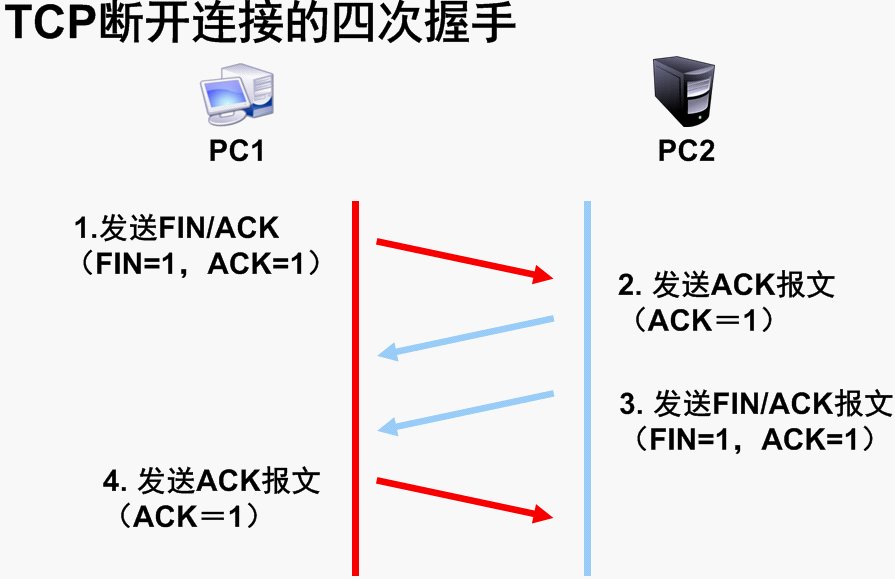 TCP断开连接的四次握手
PC1
PC2
1.发送FIN/ACK
（FIN=1，ACK=1）
2. 发送ACK报文
（ACK＝1）
3. 发送FIN/ACK报文
（FIN=1，ACK=1）
4. 发送ACK报文
（ACK＝1）